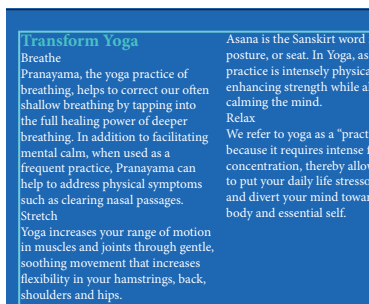 Transform Yoga
Breathe
Pranayama, the yoga practice of
breathing, helps to correct our often
shallow breathing by tapping into
the full healing power of deeper
breathing. In addition to facilitating
mental calm, when used as a
frequent practice, Pranayama can
help to address physical symptoms
such as clearing nasal passages.
Stretch
Yoga increases your range of motion
in muscles and joints through gentle,
soothing movement that increases
flexibility in your hamstrings, back,
shoulders and hips.
Asana is the Sanskirt word
posture, or seat. In Yoga, as
practice is intensely physica
enhancing strength while a
calming the mind.
Relax
We refer to yoga as a “pract
because it requires intense
concentration, thereby allo
to put your daily life stresso
and divert your mind towar
body and essential self.